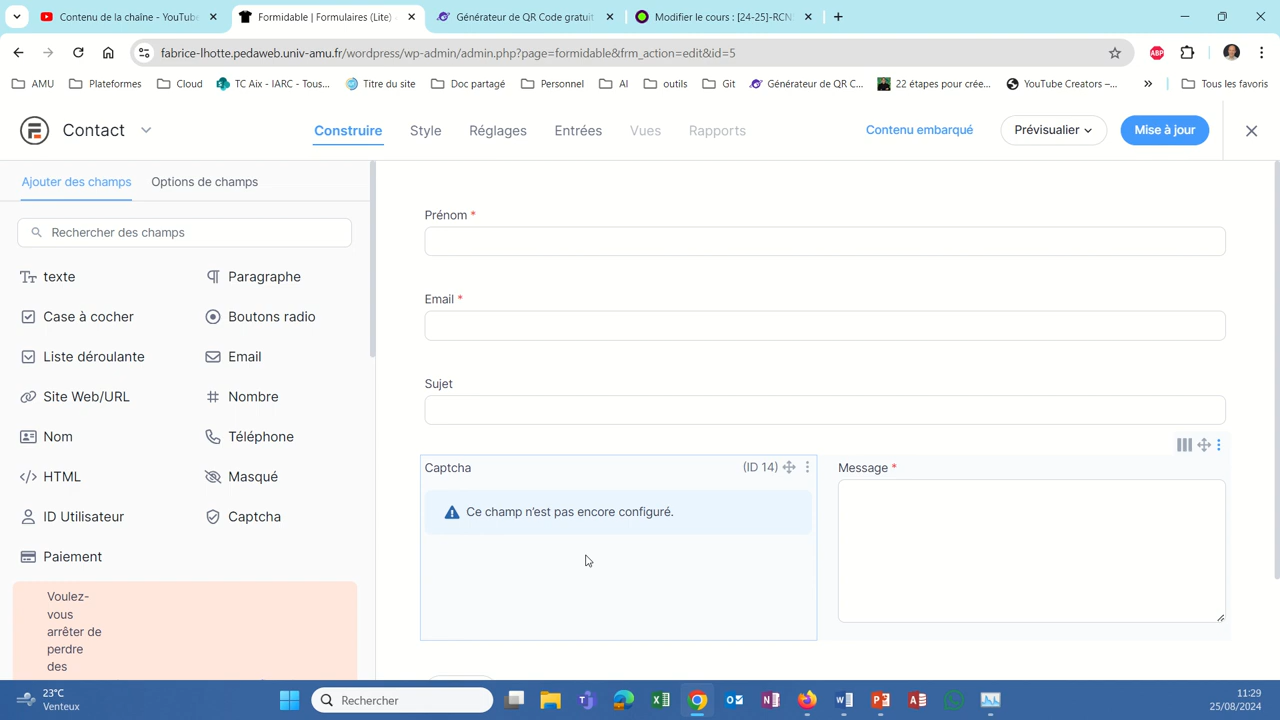 Contenu de la chaîne - YouTube
Formidable | Formulaires (Lite)
Générateur de QR Code gratuit
Modifier le cours : [24-25]-RCN
fabrice-lhotte.pedaweb.univ-amu.fr/wordpress/wp-admin/admin.php?page=formidable&frm_action=edit&id=5
ABP
AMU
Plateformes
Cloud
TC Aix - IARC - Tous...
Titre du site
Doc partagé
Personnel
AI
outils
Git
Générateur de QR C...
22 étapes pour crée...
YouTube Creators –...
»
Tous les favoris
Contact
Construire
Style
Réglages
Entrées
Vues
Rapports
Contenu embarqué
Prévisualier
Mise à jour
Ajouter des champs
Options de champs
Rechercher des champs
texte
Paragraphe
Case à cocher
Boutons radio
Liste déroulante
Email
Site Web/URL
Nombre
Nom
Téléphone
HTML
Masqué
ID Utilisateur
Captcha
Paiement
Voulez-
vous
arrêter de
perdre
des
Prénom *
Email *
Sujet
Captcha
(ID 14)
Ce champ n'est pas encore configuré.
Message *
23°C
Venteux
Rechercher
11:29
25/08/2024